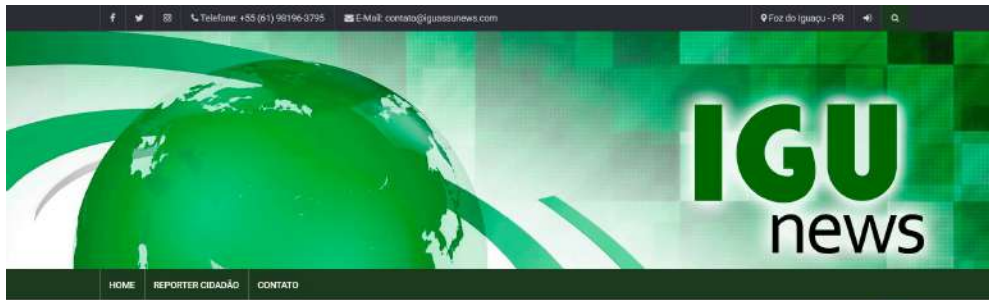 Telefone: +55 (61) 98196-3795 E-Mail: contato@iguassunews.com Foz do Iguaçu - PR
IGU
news
HOME REPORTER CIDADÃO CONTATO